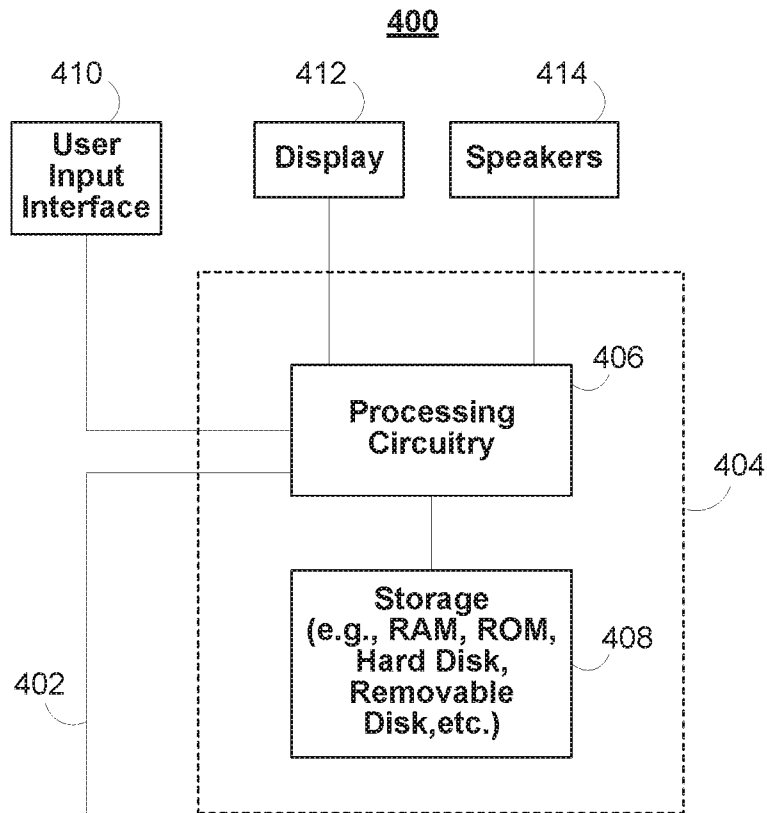 400
410
412
414
User
Input
Interface
Display
Speakers
406
Processing
Circuitry
404
Storage
(e.g., RAM, ROM,
Hard Disk,
Removable
Disk,etc.)
408
402